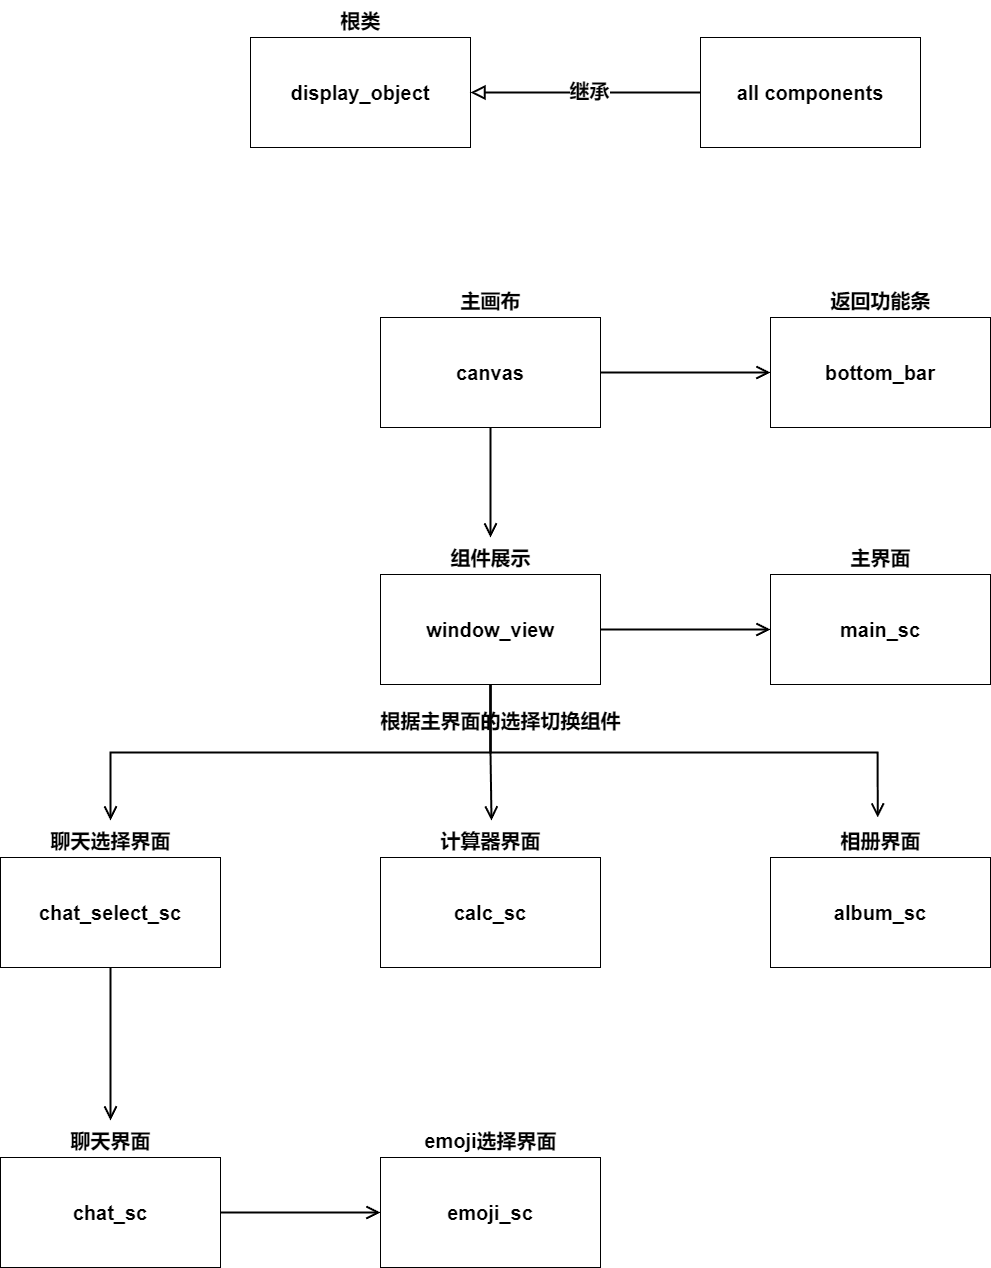 根类
display_object
继承
all components
主画布
canvas
返回功能条
bottom_bar
组件展示
window_view
主界面
main_sc
根据主界面的选择切换组件
聊天选择界面
chat_select_sc
计算器界面
calc_sc
相册界面
album_sc
聊天界面
chat_sc
emoji选择界面
emoji_sc